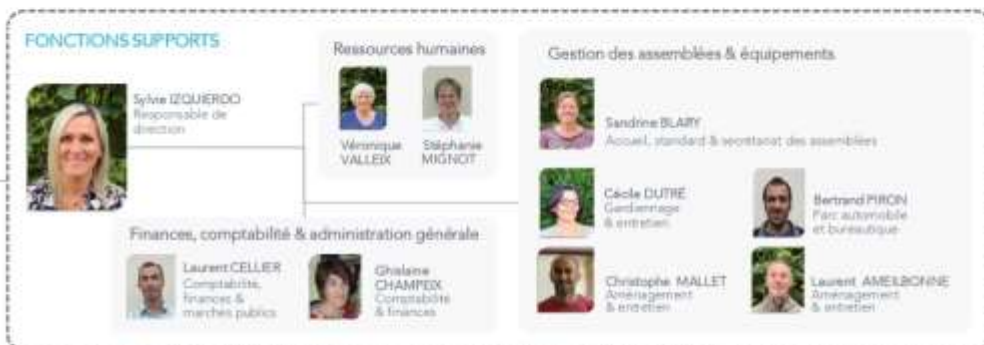 FONCTIONS SUPPORTS
Sylvie IZQUIERDO
Responsable de
direction
Ressources humaines
Véronique
VALLEIX
Stéphanie
MIGNOT
Finances, comptabilité & administration générale
Laurent CELLIER
Comptabilité,
finances &
marchés publics
Ghislaine
CHAMPEIX
Comptabilité
& finances
Gestion des assemblées & équipements
Sandrine BLARY
Accueil, standard & secrétariat des assemblées
Cécile DUTRÉ
Gardiennage
& entretien
Bertrand PIRON
Parc automobile
et bureautique
Christophe MALLET
Aménagement
& entretien
Laurent AMEILBONNE
Aménagement
& entretien